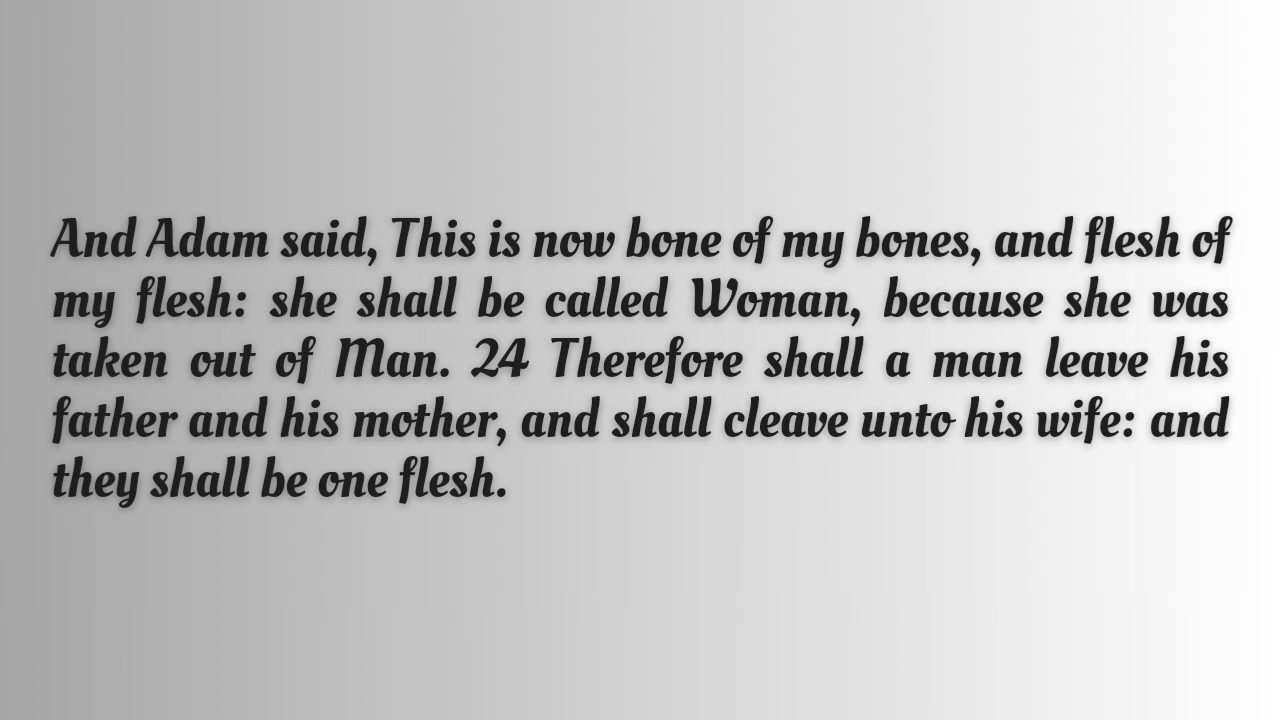 And Adam said, This is now bone of my bones, and flesh of
my flesh: she shall be called Woman, because she was
taken out of Man. 24 Therefore shall a man leave his
father and his mother, and shall cleave unto his wife: and
they shall be one flesh.